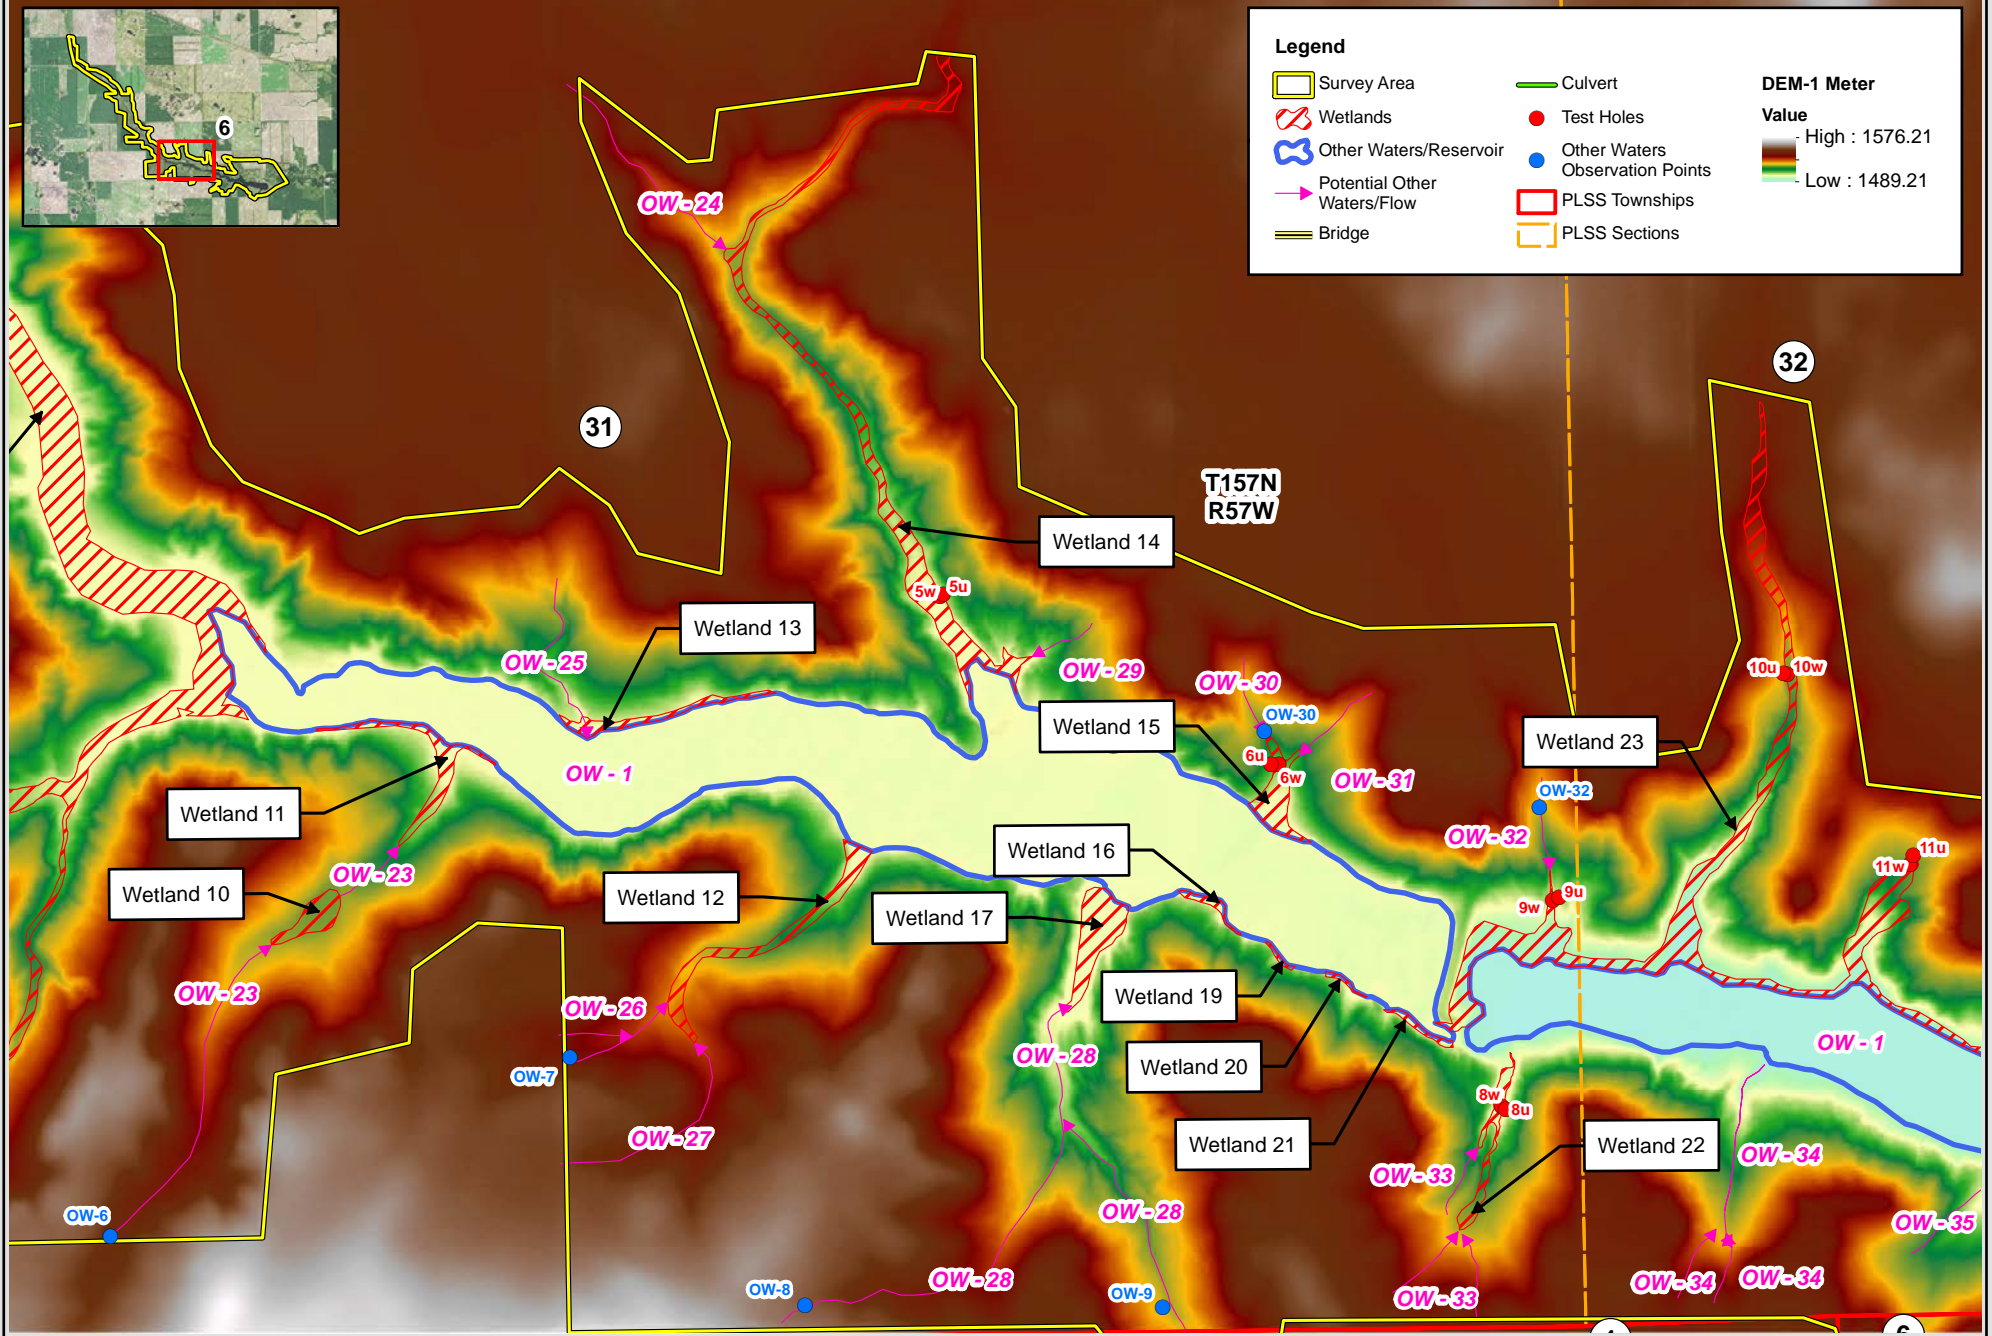 6
Legend
Survey Area
Wetlands
Other Waters/Reservoir
Potential Other
Waters/Flow
Bridge
Culvert
Test Holes
Other Waters
Observation Points
PLSS Townships
PLSS Sections
DEM-1 Meter
Value
High : 1576.21
Low : 1489.21
OW - 24
31
32
T157N
R57W
Wetland 14
5w
5u
Wetland 13
OW - 25
OW - 29
OW - 30
OW-30
Wetland 15
6u
6w
OW - 31
10u
10w
Wetland 23
OW - 1
OW-32
OW - 32
Wetland 11
Wetland 16
11u
11w
Wetland 10
OW - 23
Wetland 12
Wetland 17
9u
9w
OW - 23
OW - 26
Wetland 19
OW-7
OW - 28
Wetland 20
OW - 1
8w
8u
OW - 27
Wetland 21
Wetland 22
OW - 33
OW - 34
OW-6
OW - 28
OW - 35
OW - 28
OW-8
OW-9
OW - 33
OW - 34
OW - 34